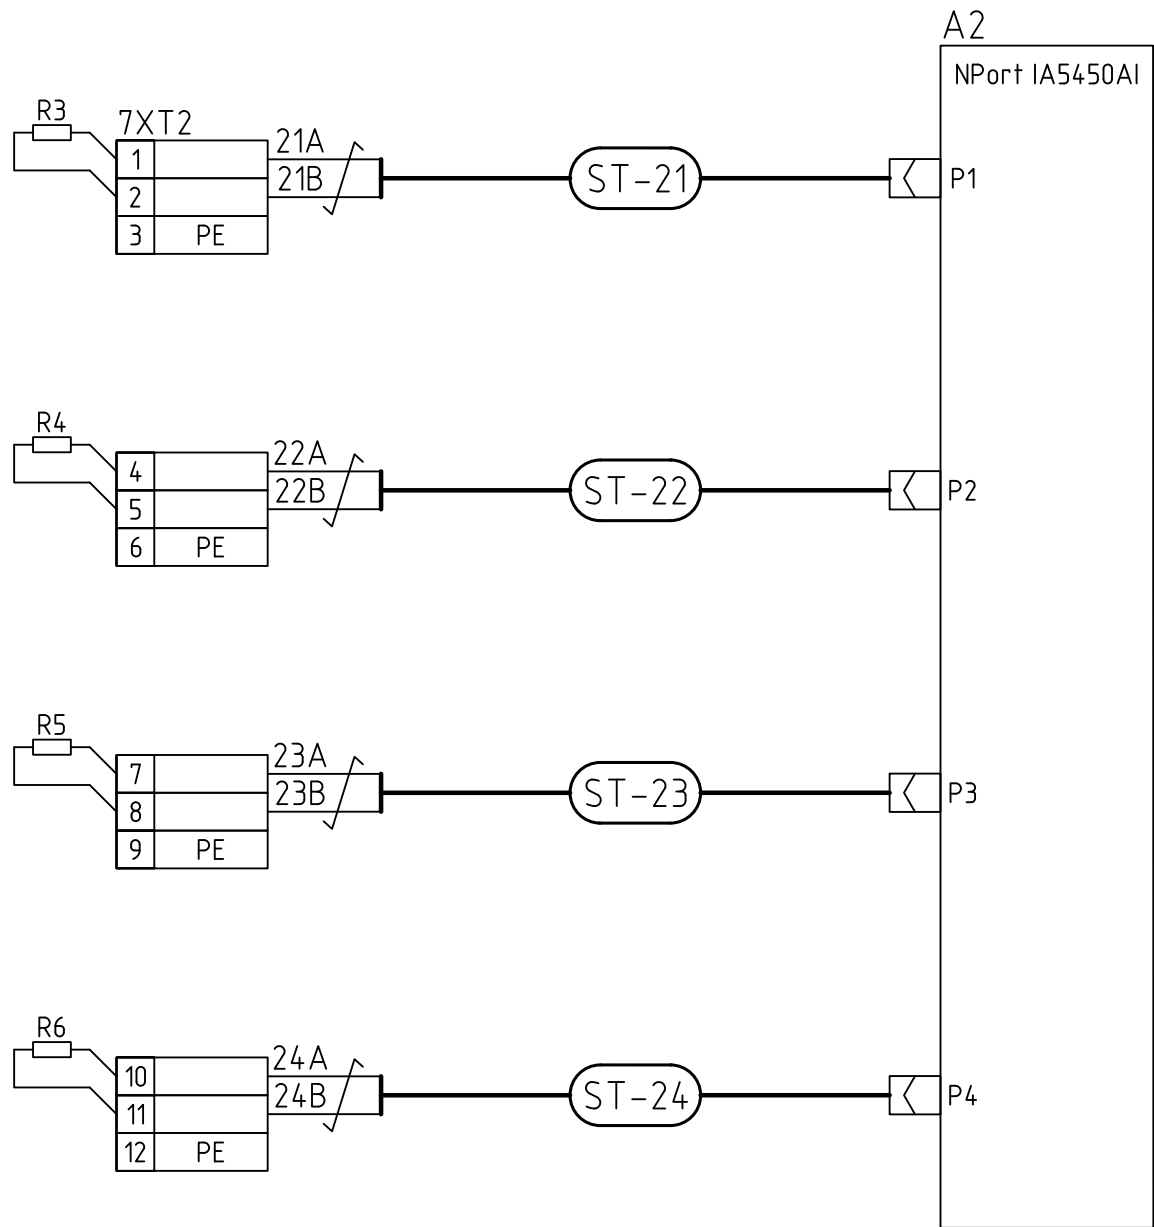 A2
NPort IA5450AI
R3
7XT2
1
21A
2
21B
3 PE
ST-21
P1
R4
4
22A
5
22B
6 PE
ST-22
P2
R5
7
23A
8
23B
9 PE
ST-23
P3
R6
10
24A
11
24B
12 PE
ST-24
P4